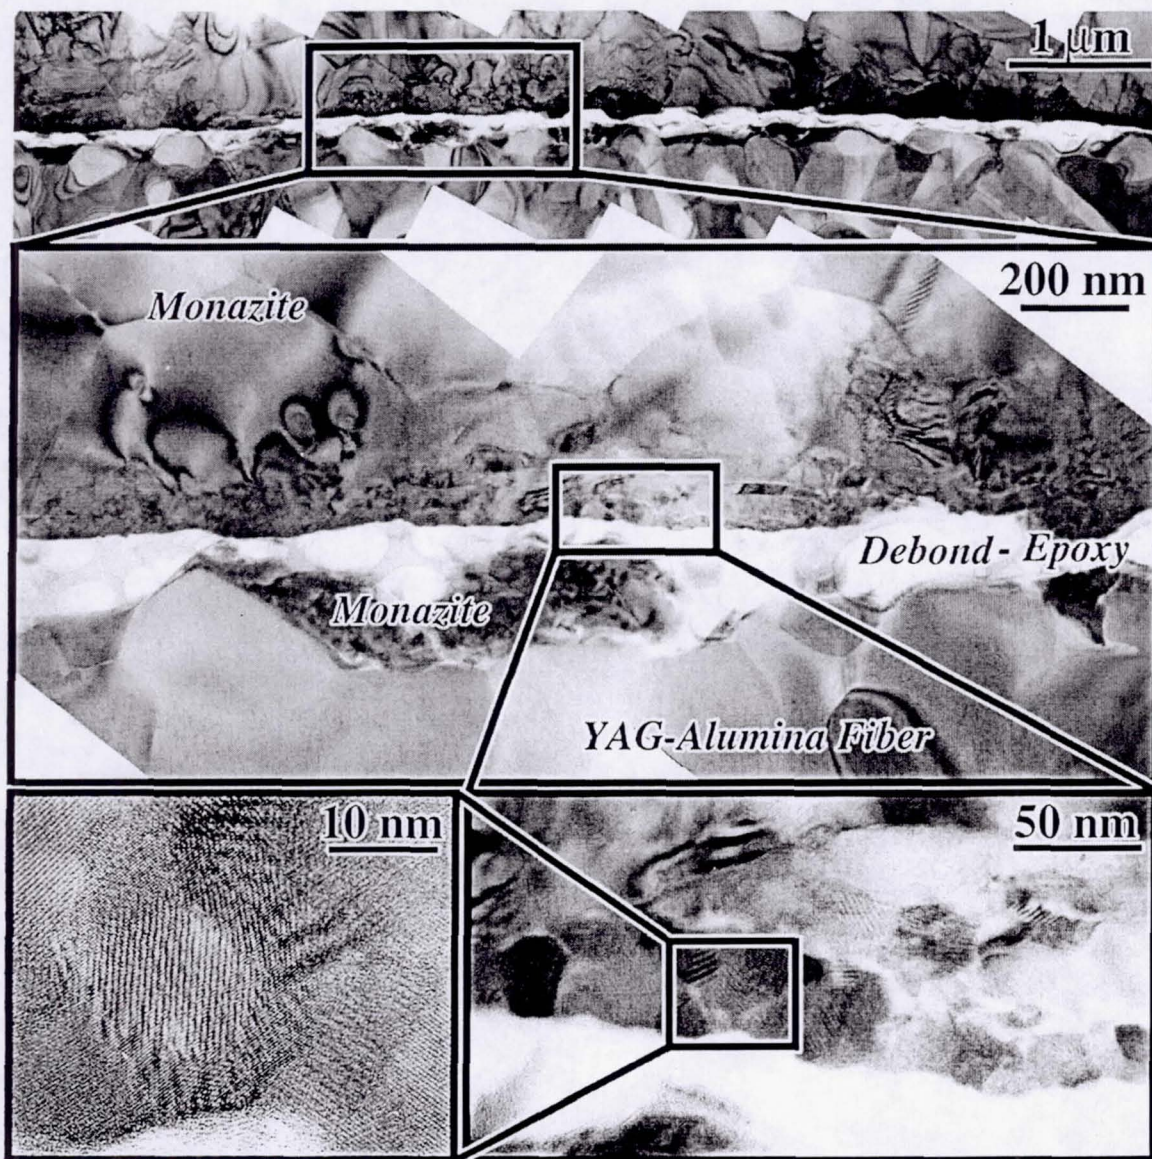 1 μm
Monazite
200 nm
Debond - Epoxy
Monazite
YAG-Alumina Fiber
10 nm
50 nm